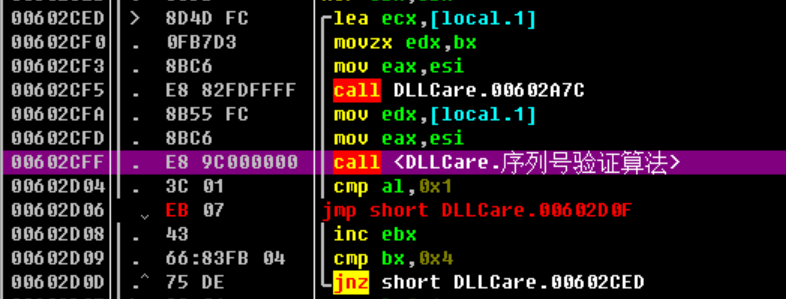 00602CED > 8D4D FC lea ecx,[local.1]
00602CF0 . 0FB7D3 movzx edx,bx
00602CF3 . 8BC6 mov eax,esi
00602CF5 . E8 82FDFFFF call DLLCare.00602A7C
00602CFA . 8B55 FC mov edx,[local.1]
00602CFD . 8BC6 mov eax,esi
00602CFF . E8 9C000000 call <DLLCare.序列号验证算法>
00602D04 . 3C 01 cmp al,0x1
00602D06 EB 07 jmp short DLLCare.00602D0F
00602D08 . 43 inc ebx
00602D09 . 66:83FB 04 cmp bx,0x4
00602D0D .^ 75 DE jnz short DLLCare.00602CED